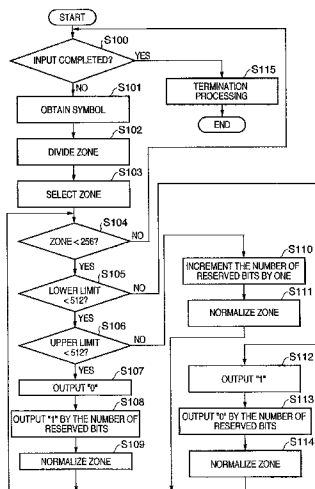 START
S100
INPUT COMPLETED?
YES
S115
TERMINATION
PROCESSING
END
NO
S101
OBTAIN SYMBOL
S102
DIVIDE ZONE
S103
SELECT ZONE
S104
ZONE < 256?
NO
YES
S105
LOWER LIMIT
< 512?
NO
YES
S106
UPPER LIMIT
< 512?
NO
YES
S107
OUTPUT "0"
S108
OUTPUT "1" BY THE NUMBER OF
RESERVED BITS
S109
NORMALIZE ZONE
S110
INCREMENT THE NUMBER OF
RESERVED BITS BY ONE
S111
NORMALIZE ZONE
S112
OUTPUT "1"
S113
OUTPUT "0" BY THE NUMBER OF
RESERVED BITS
S114
NORMALIZE ZONE